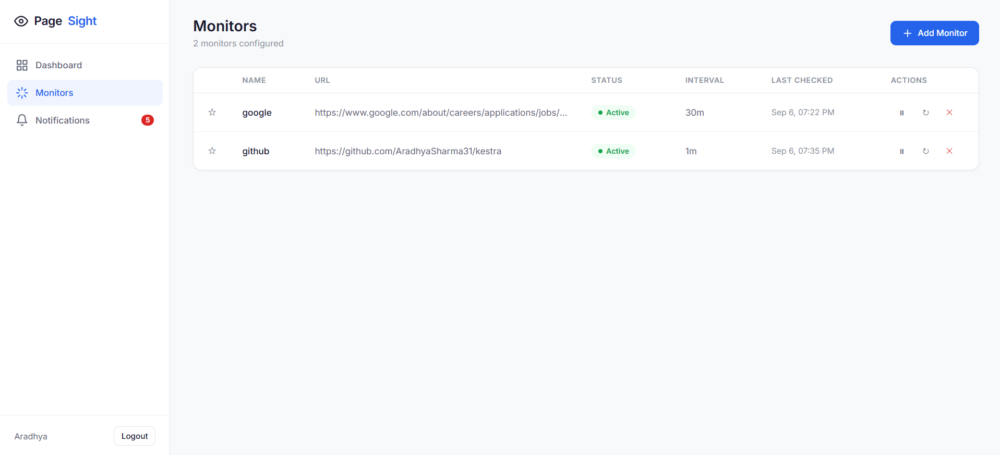 Page Sight
Dashboard
Monitors
Notifications 5
Aradhya
Logout
Monitors
2 monitors configured
+ Add Monitor
NAME URL STATUS INTERVAL LAST CHECKED ACTIONS
google https://www.google.com/about/careers/applications/jobs/... Active 30m Sep 6, 07:22 PM
github https://github.com/AradhyaSharma31/kestra Active 1m Sep 6, 07:35 PM